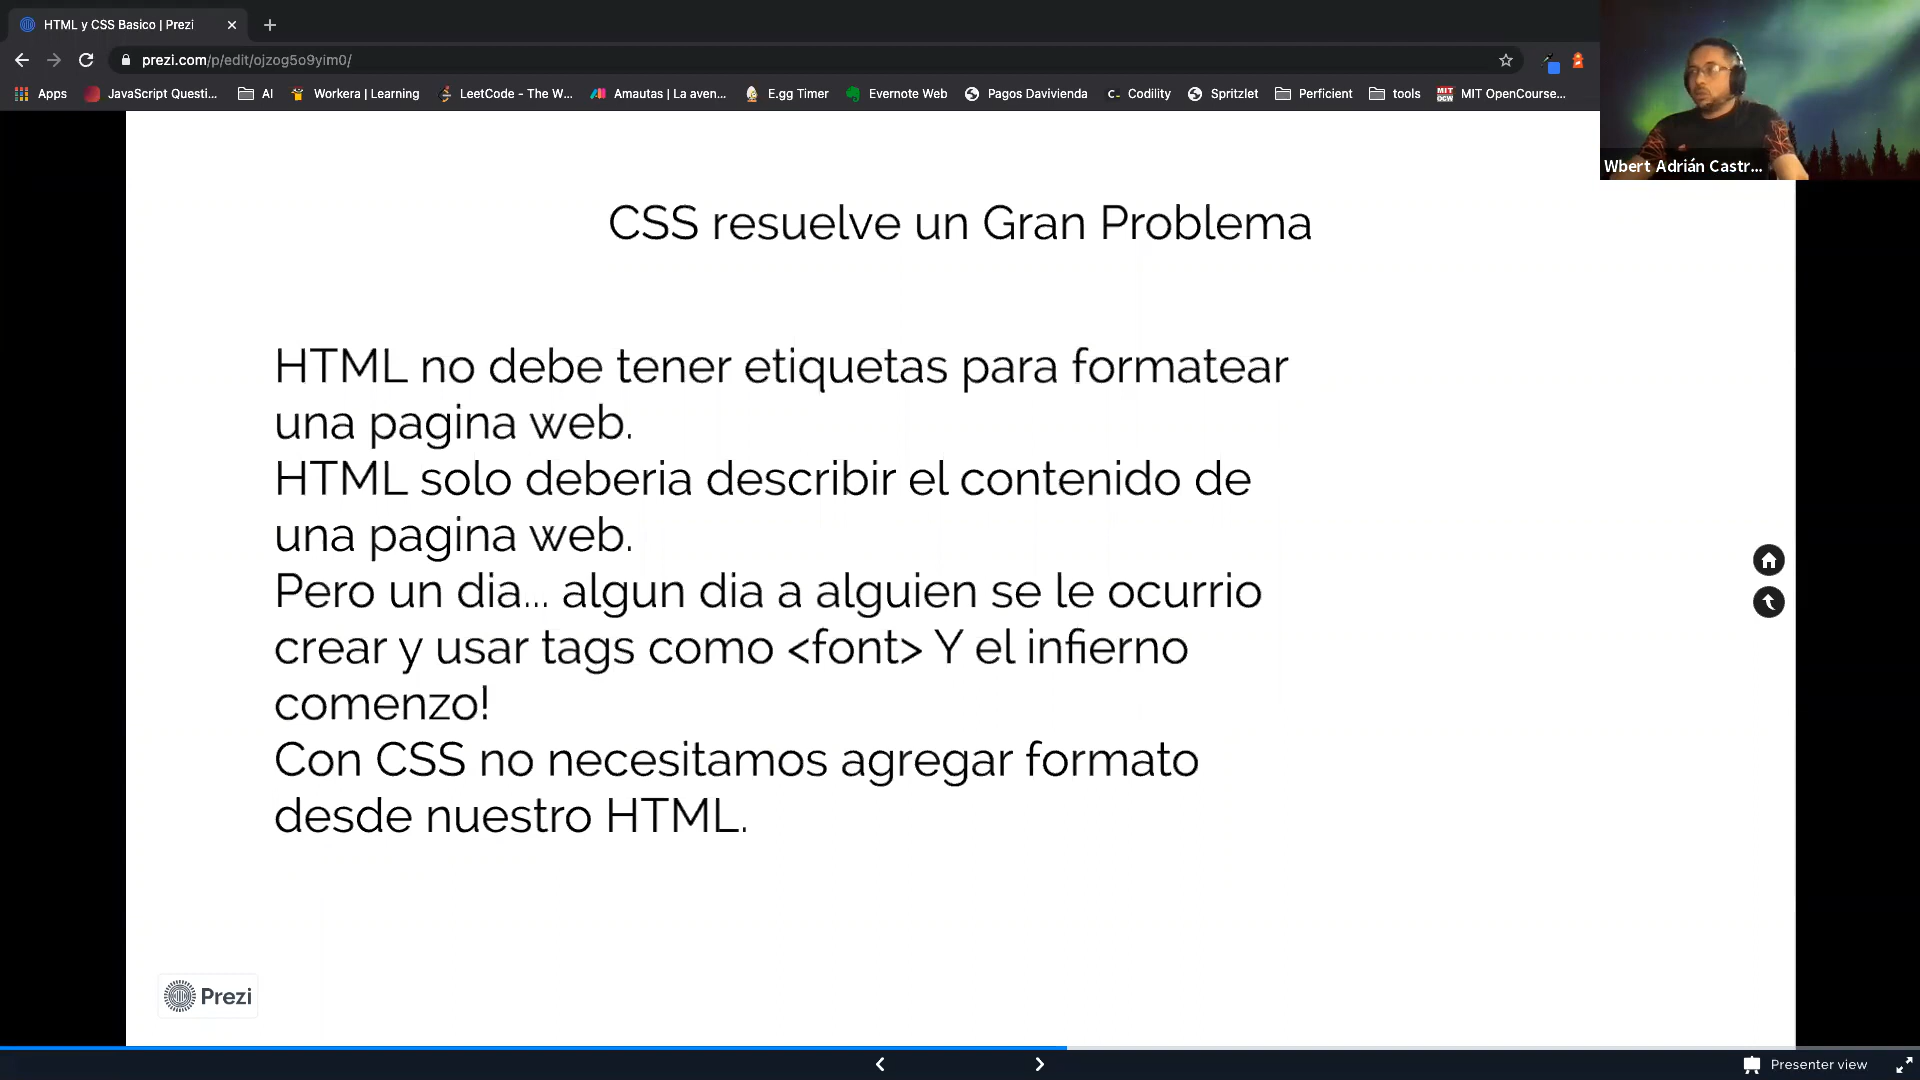 HTML y CSS Basico | Prezi
prezi.com/p/edit/ojzog5o9yim0/
Apps JavaScript Questi... AI Workera | Learning LeetCode - The W... Amautas | La aven... E.gg Timer Evernote Web Pagos Davivienda Codility Spritzlet Perficient tools MIT OpenCourse...
Wbert Adrián Castr...
CSS resuelve un Gran Problema
HTML no debe tener etiquetas para formatear
una pagina web.
HTML solo deberia describir el contenido de
una pagina web.
Pero un dia... algun dia a alguien se le ocurrio
crear y usar tags como <font> Y el infierno
comenzo!
Con CSS no necesitamos agregar formato
desde nuestro HTML.
Prezi
Presenter view